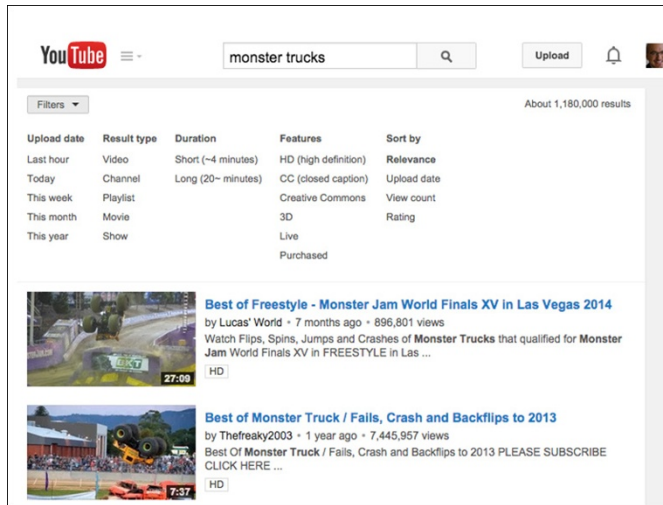 YouTube
monster trucks
Upload
Filters
About 1,180,000 results
Upload date Result type Duration Features Sort by
Last hour Video Short (~4 minutes) HD (high definition) Relevance
Today Channel Long (20~ minutes) CC (closed caption) Upload date
This week Playlist Creative Commons View count
This month Movie 3D Rating
This year Show Live
Purchased
Best of Freestyle - Monster Jam World Finals XV in Las Vegas 2014
by Lucas' World • 7 months ago • 896,801 views
Watch Flips, Spins, Jumps and Crashes of Monster Trucks that qualified for Monster
Jam World Finals XV in FREESTYLE in Las ...
HD
BKT
27:09
Best of Monster Truck / Fails, Crash and Backflips to 2013
by Thefreaky2003 • 1 year ago • 7,445,957 views
Best Of Monster Truck / Fails, Crash and Backflips to 2013 PLEASE SUBSCRIBE
CLICK HERE ...
HD
7:37